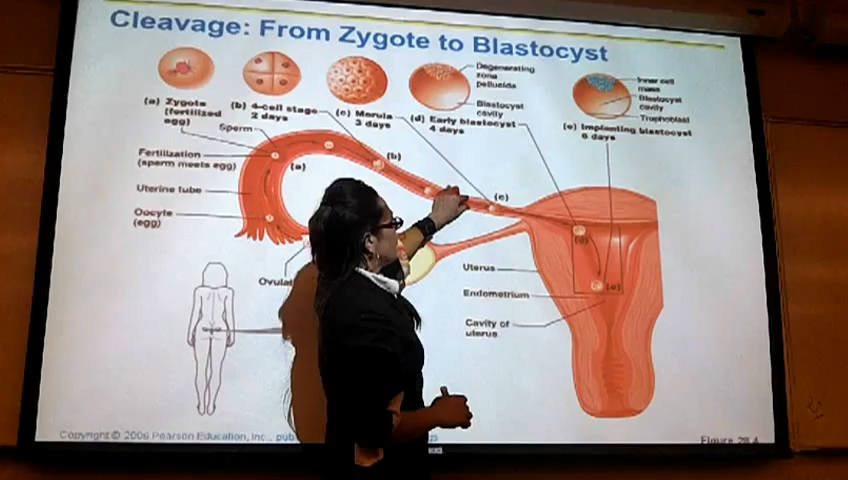 Cleavage: From Zygote to Blastocyst
Degenerating
zona
pellucida
Blastocyst
cavity
Inner cell
mass
Blastocyst
cavity
Trophoblast
(a) Zygote
(fertilized
egg)
(b) 4-cell stage
2 days
(c) Morula
3 days
(d) Early blastocyst
4 days
(e) Implanting blastocyst
6 days
Sperm
Fertilization
(sperm meets egg)
(a)
(b)
(c)
Uterine tube
Oocyte
(egg)
(d)
(e)
Ovulat
Uterus
Endometrium
Cavity of
uterus
Copyright © 2006 Pearson Education, Inc., pub
Figure 28.4